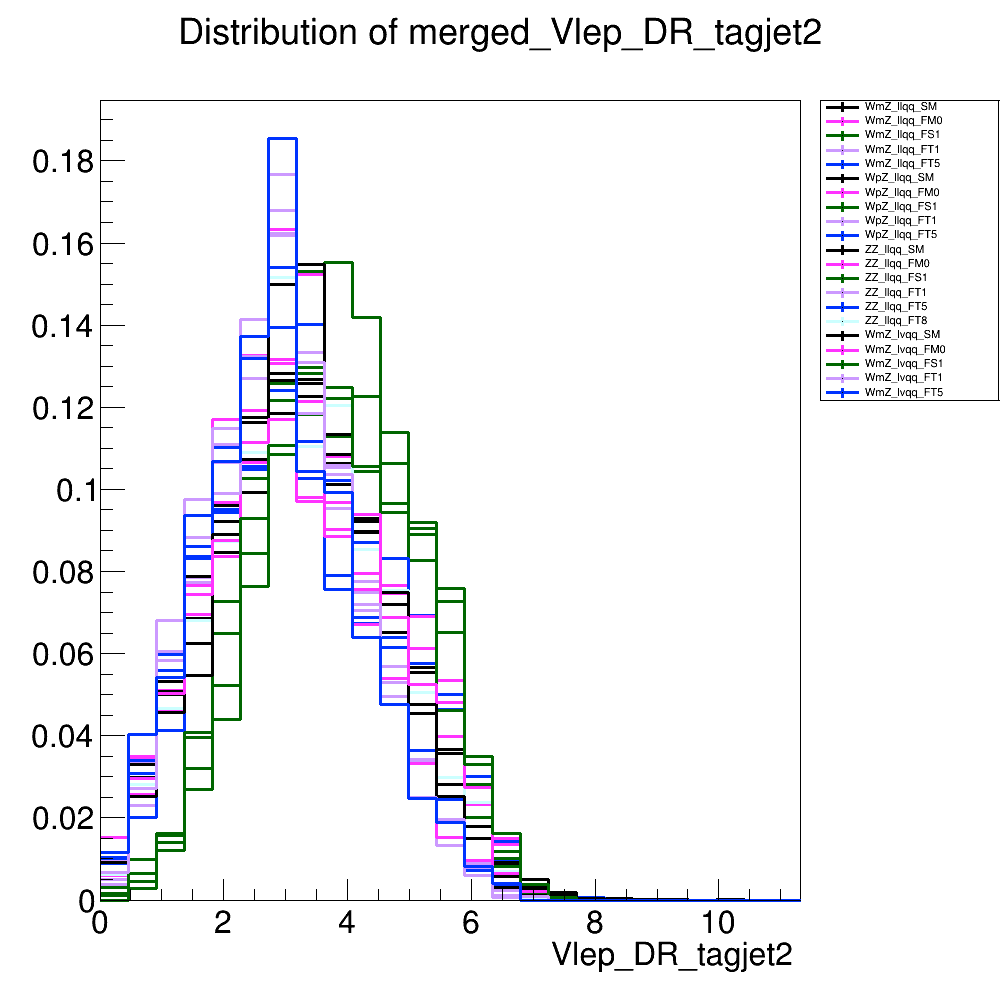 Distribution of merged_Vlep_DR_tagjet2
WmZ_llqq_SM
WmZ_llqq_FM0
WmZ_llqq_FS1
WmZ_llqq_FT1
WmZ_llqq_FT5
WpZ_llqq_SM
WpZ_llqq_FM0
WpZ_llqq_FS1
WpZ_llqq_FT1
WpZ_llqq_FT5
ZZ_llqq_SM
ZZ_llqq_FM0
ZZ_llqq_FS1
ZZ_llqq_FT1
ZZ_llqq_FT5
ZZ_llqq_FT8
WmZ_lvqq_SM
WmZ_lvqq_FM0
WmZ_lvqq_FS1
WmZ_lvqq_FT1
WmZ_lvqq_FT5
0.18
0.16
0.14
0.12
0.1
0.08
0.06
0.04
0.02
0
0 2 4 6 8 10
Vlep_DR_tagjet2